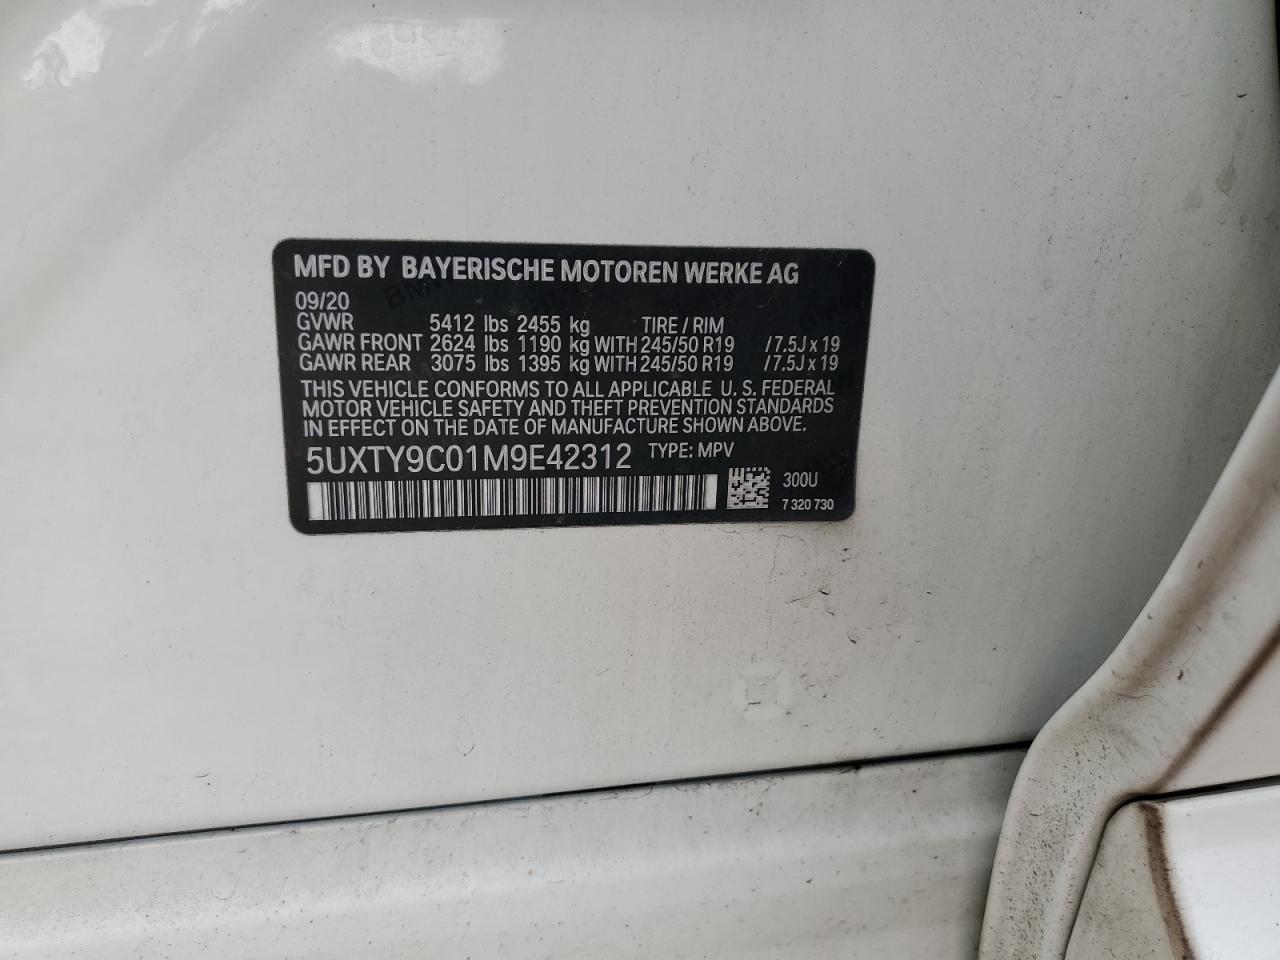 MFD BY BAYERISCHE MOTOREN WERKE AG
09/20
GVWR 5412 lbs 2455 kg TIRE / RIM
GAWR FRONT 2624 lbs 1190 kg WITH 245/50 R19 / 7.5J x 19
GAWR REAR 3075 lbs 1395 kg WITH 245/50 R19 / 7.5J x 19
THIS VEHICLE CONFORMS TO ALL APPLICABLE U. S. FEDERAL
MOTOR VEHICLE SAFETY AND THEFT PREVENTION STANDARDS
IN EFFECT ON THE DATE OF MANUFACTURE SHOWN ABOVE.
5UXTY9C01M9E42312 TYPE: MPV
300U
7 320 730